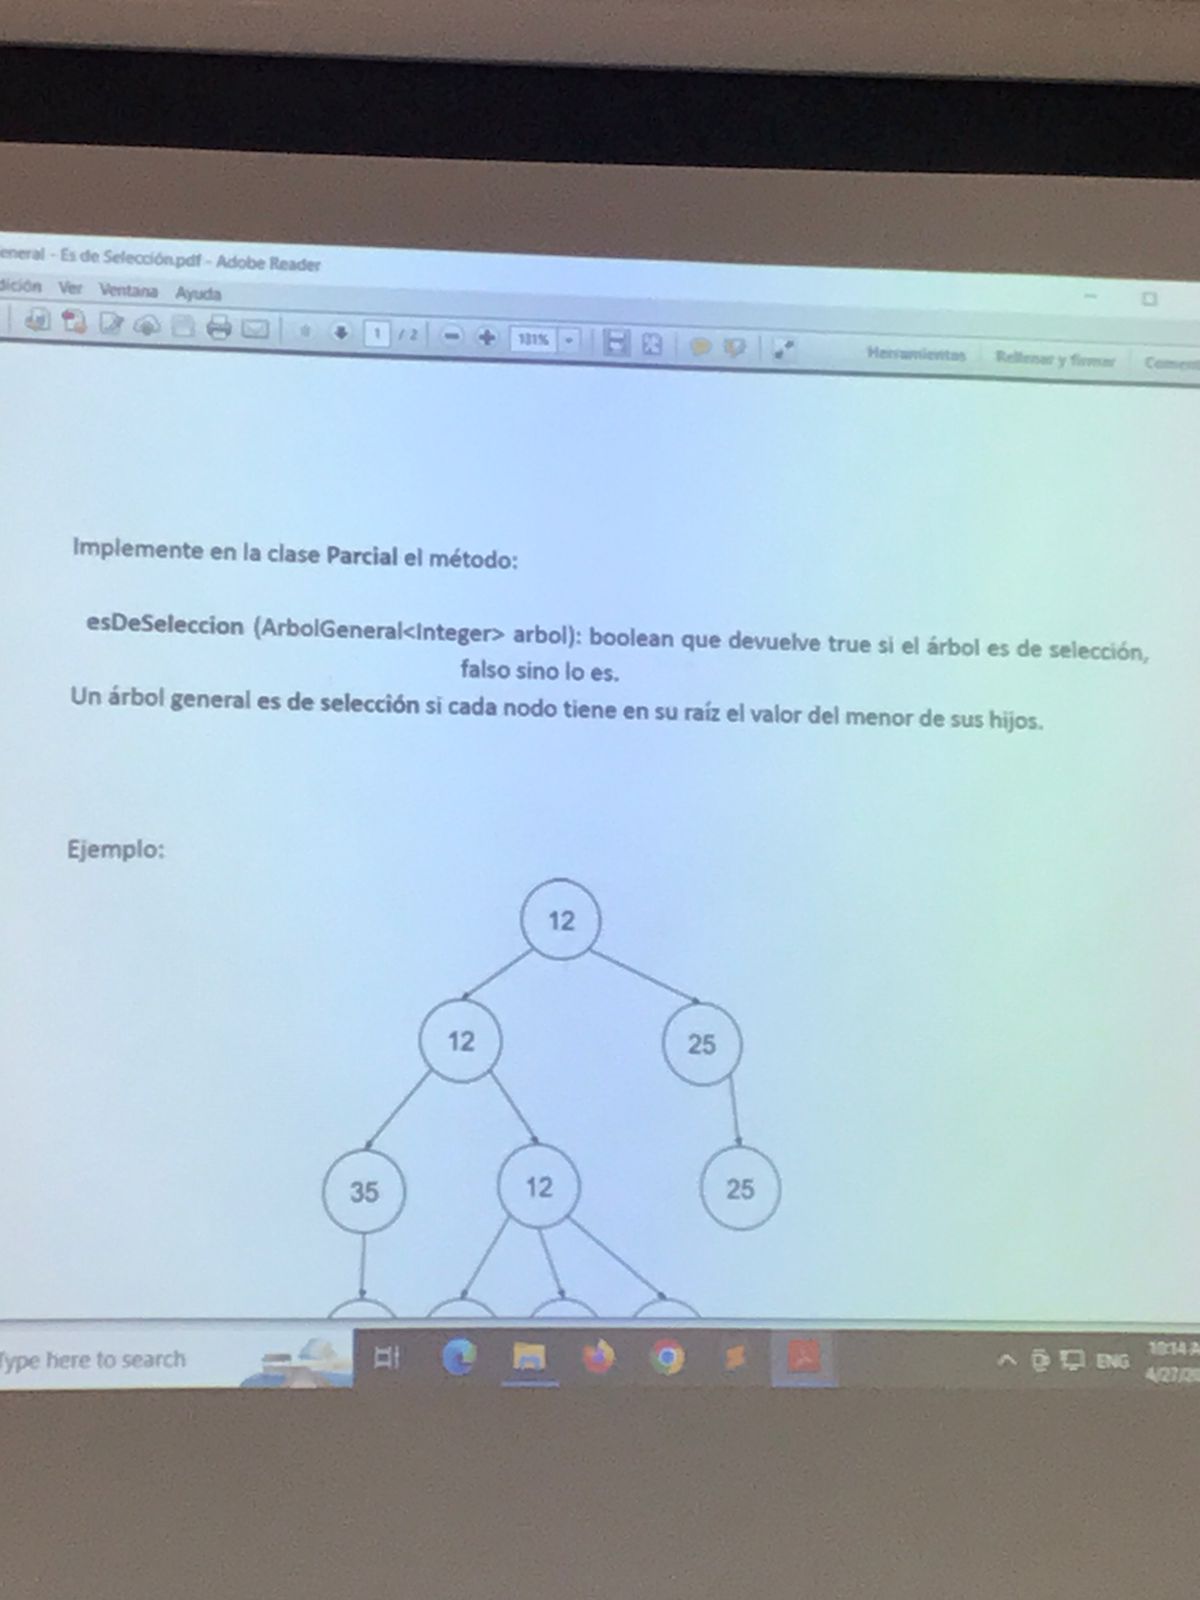 eneral - Es de Selección.pdf - Adobe Reader
dición Ver Ventana Ayuda
1 / 2 131% Herramientas Rellenar y firmar Comen
Implemente en la clase Parcial el método:
esDeSeleccion (ArbolGeneral<Integer> arbol): boolean que devuelve true si el árbol es de selección,
falso sino lo es.
Un árbol general es de selección si cada nodo tiene en su raíz el valor del menor de sus hijos.
Ejemplo:
12
12 25
35 12 25
Type here to search ENG 10:14 A
4/27/20